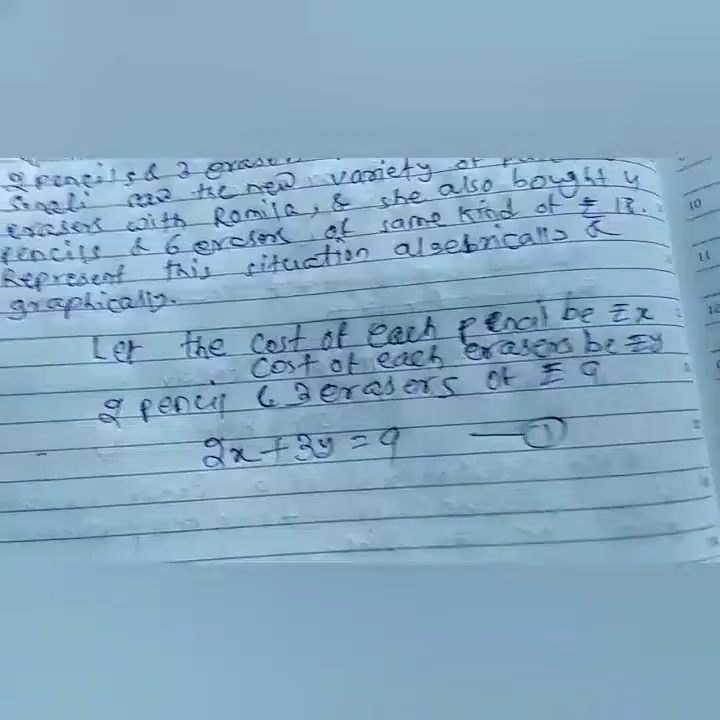 2 pencils & 3
Sonali the new variety of
erasers with Romila, & she also bought 4
pencils & 6 erasers of same kind of ₹ 18.
Represent this situation algebrically &
graphically.
10
11
Let the cost of each pencil be ₹x
cost of each erasers be ₹y
2 pencil & 3 erasers of ₹ 9
2x+3y = 9 — ①